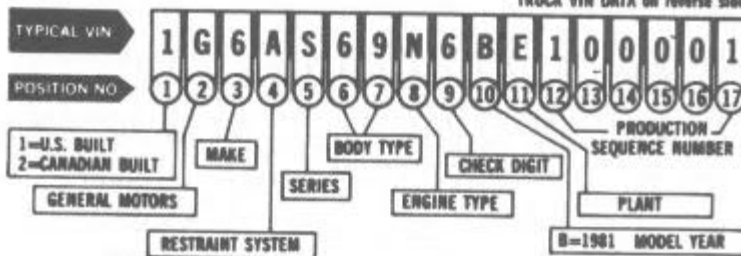 TRUCK VIN DATA on reverse side
TYPICAL VIN 1 G 6 A S 6 9 N 6 B E 1 0 0 0 0 1
POSITION NO 1 2 3 4 5 6 7 8 9 10 11 12 13 14 15 16 17
1=U.S. BUILT
2=CANADIAN BUILT
MAKE
BODY TYPE
CHECK DIGIT
PRODUCTION
SEQUENCE NUMBER
GENERAL MOTORS
SERIES
ENGINE TYPE
PLANT
RESTRAINT SYSTEM
B=1981 MODEL YEAR